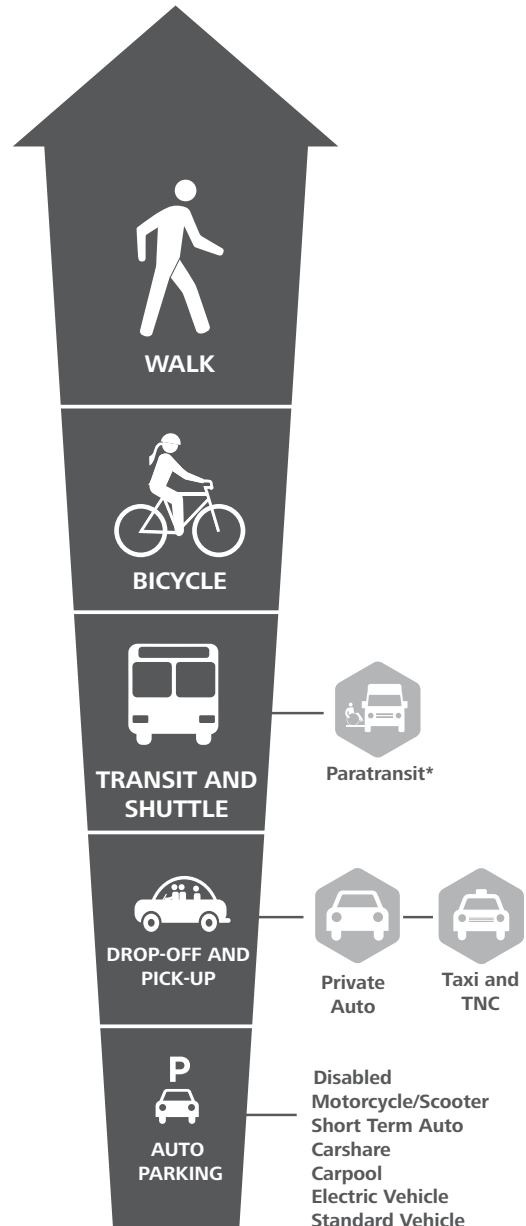 WALK
BICYCLE
TRANSIT AND
SHUTTLE
Paratransit*
DROP-OFF AND
PICK-UP
Private
Auto
Taxi and
TNC
P
AUTO
PARKING
Disabled
Motorcycle/Scooter
Short Term Auto
Carshare
Carpool
Electric Vehicle
Standard Vehicle